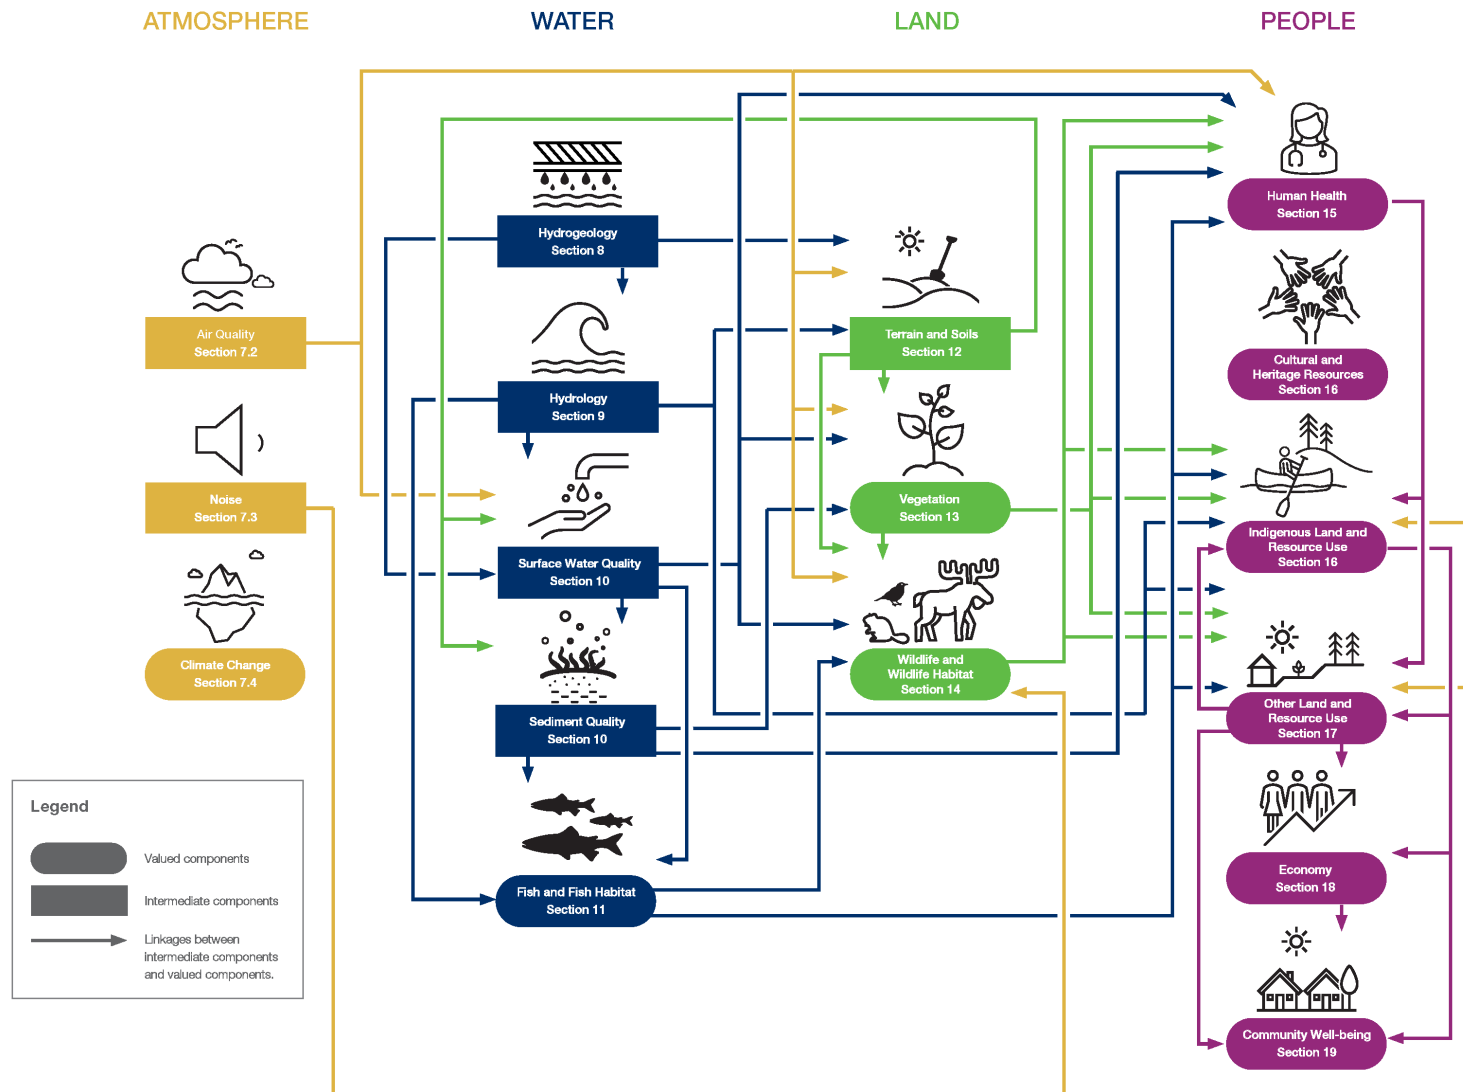 ATMOSPHERE
WATER
LAND
PEOPLE
Air Quality
Section 7.2
Noise
Section 7.3
Climate Change
Section 7.4
Hydrogeology
Section 8
Hydrology
Section 9
Surface Water Quality
Section 10
Sediment Quality
Section 10
Fish and Fish Habitat
Section 11
Terrain and Soils
Section 12
Vegetation
Section 13
Wildlife and
Wildlife Habitat
Section 14
Human Health
Section 15
Cultural and
Heritage Resources
Section 16
Indigenous Land and
Resource Use
Section 16
Other Land and
Resource Use
Section 17
Economy
Section 18
Community Well-being
Section 19
Legend
Valued components
Intermediate components
Linkages between
intermediate components
and valued components.